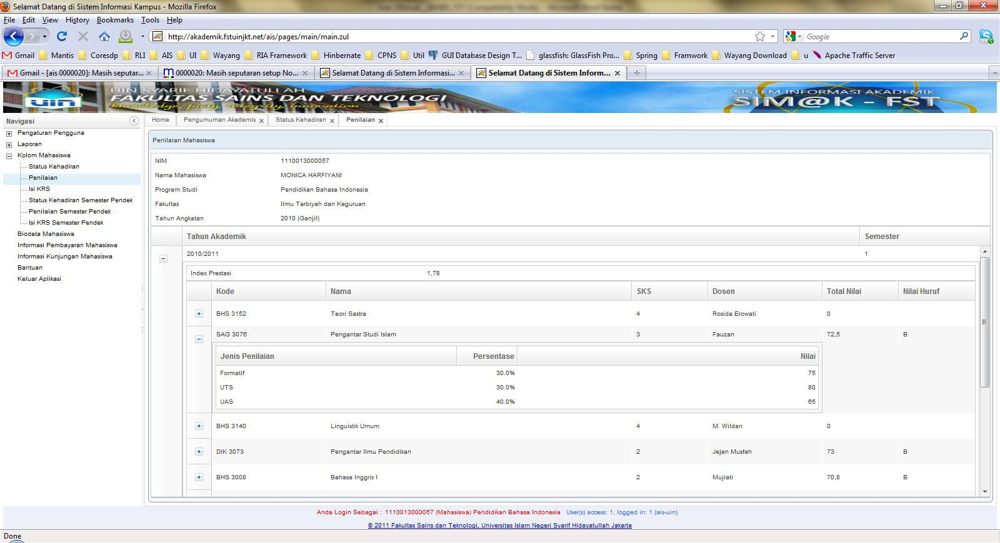 Selamat Datang di Sistem Informasi Kampus - Mozilla Firefox
File Edit View History Bookmarks Tools Help
http://akademik.fstuinjkt.net/ais/pages/main/main.zul
Google
Gmail Mantis Coresdp RLI AIS UI Wayang RIA Framework Hinbernate CPNS Util GUI Database Design T... glassfish: GlassFish Pro... Spring Framwork Wayang Download u Apache Traffic Server
Gmail - [ais 0000020]: Masih seputar... 0000020: Masih seputaran setup No... Selamat Datang di Sistem Informasi... Selamat Datang di Sistem Inform...
UIN SYARIF HIDAYATULLAH
FAKULTAS SAINS DAN TEKNOLOGI
knowledge, piety, integrity, innovation
uin
SISTEM INFORMASI AKADEMIK
SIM@K - FST
Navigasi
Pengaturan Pengguna
Laporan
Kolom Mahasiswa
Status Kehadiran
Penilaian
Isi KRS
Status Kehadiran Semester Pendek
Penilaian Semester Pendek
Isi KRS Semester Pendek
Biodata Mahasiswa
Informasi Pembayaran Mahasiswa
Informasi Kunjungan Mahasiswa
Bantuan
Keluar Aplikasi
Home Pengumuman Akademis Status Kehadiran Penilaian
Penilaian Mahasiswa
NIM 1110013000057
Nama Mahasiswa MONICA HARFIYANI
Program Studi Pendidikan Bahasa Indonesia
Fakultas Ilmu Tarbiyah dan Keguruan
Tahun Angkatan 2010 (Ganjil)
Tahun Akademik Semester
2010/2011 1
Index Prestasi 1,78
Kode Nama SKS Dosen Total Nilai Nilai Huruf
BHS 3152 Teori Sastra 4 Rosida Erowati 0
SAG 3076 Pengantar Studi Islam 3 Fauzan 72,5 B
Jenis Penilaian Persentase Nilai
Formatif 30.0% 75
UTS 30.0% 80
UAS 40.0% 65
BHS 3140 Linguistik Umum 4 M. Wildan 0
DIK 3073 Pengantar Ilmu Pendidikan 2 Jejen Musfah 73 B
BHS 3008 Bahasa Inggris I 2 Mujiati 70,8 B
Anda Login Sebagai : 1110013000057 (Mahasiswa) Pendidikan Bahasa Indonesia User(s) access: 1, logged in: 1 (ais-uin)
© 2011 Fakultas Sains dan Teknologi, Universitas Islam Negeri Syarif Hidayatullah Jakarta
Done